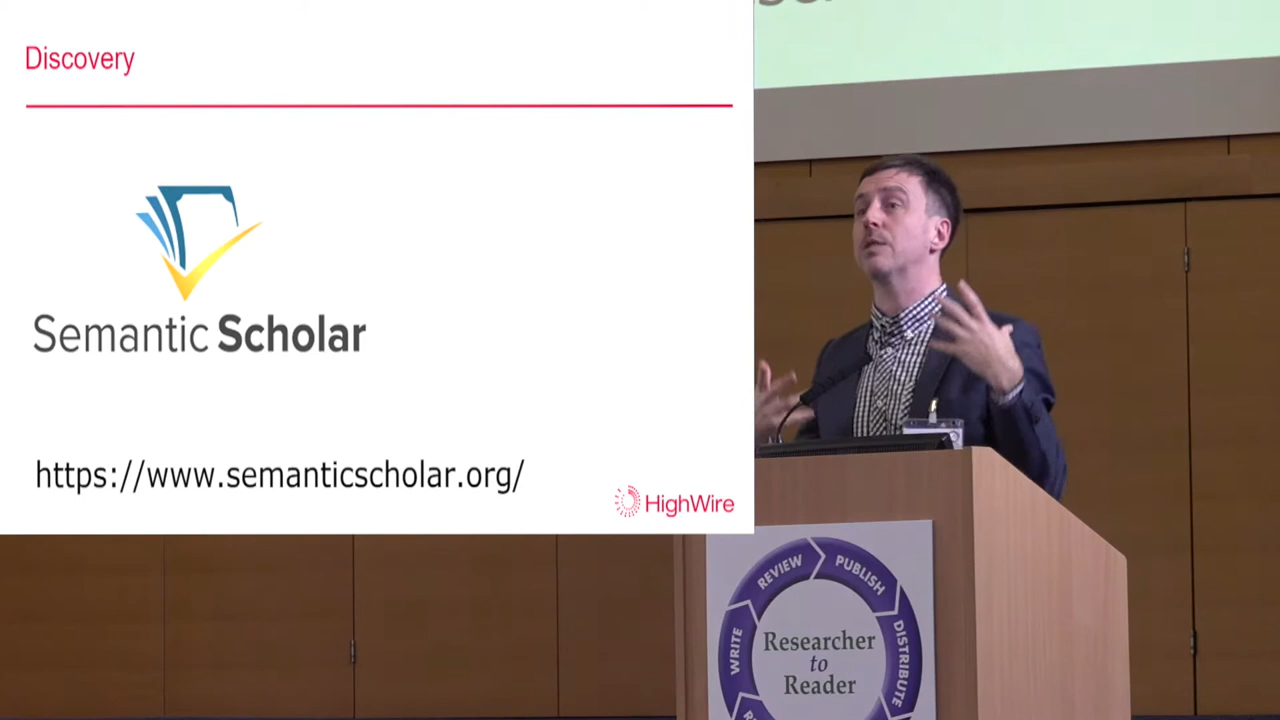 Discovery
Semantic Scholar
https://www.semanticscholar.org/
HighWire
REVIEW
PUBLISH
WRITE
DISTRIBUTE
Researcher
to
Reader